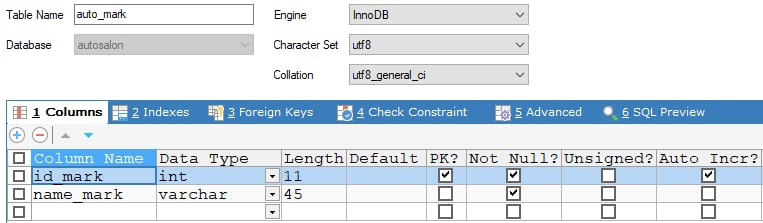 Table Name auto_mark Engine InnoDB
Database autosalon Character Set utf8
Collation utf8_general_ci
1 Columns 2 Indexes 3 Foreign Keys 4 Check Constraint 5 Advanced 6 SQL Preview
Column Name Data Type Length Default PK? Not Null? Unsigned? Auto Incr?
id_mark int 11
name_mark varchar 45